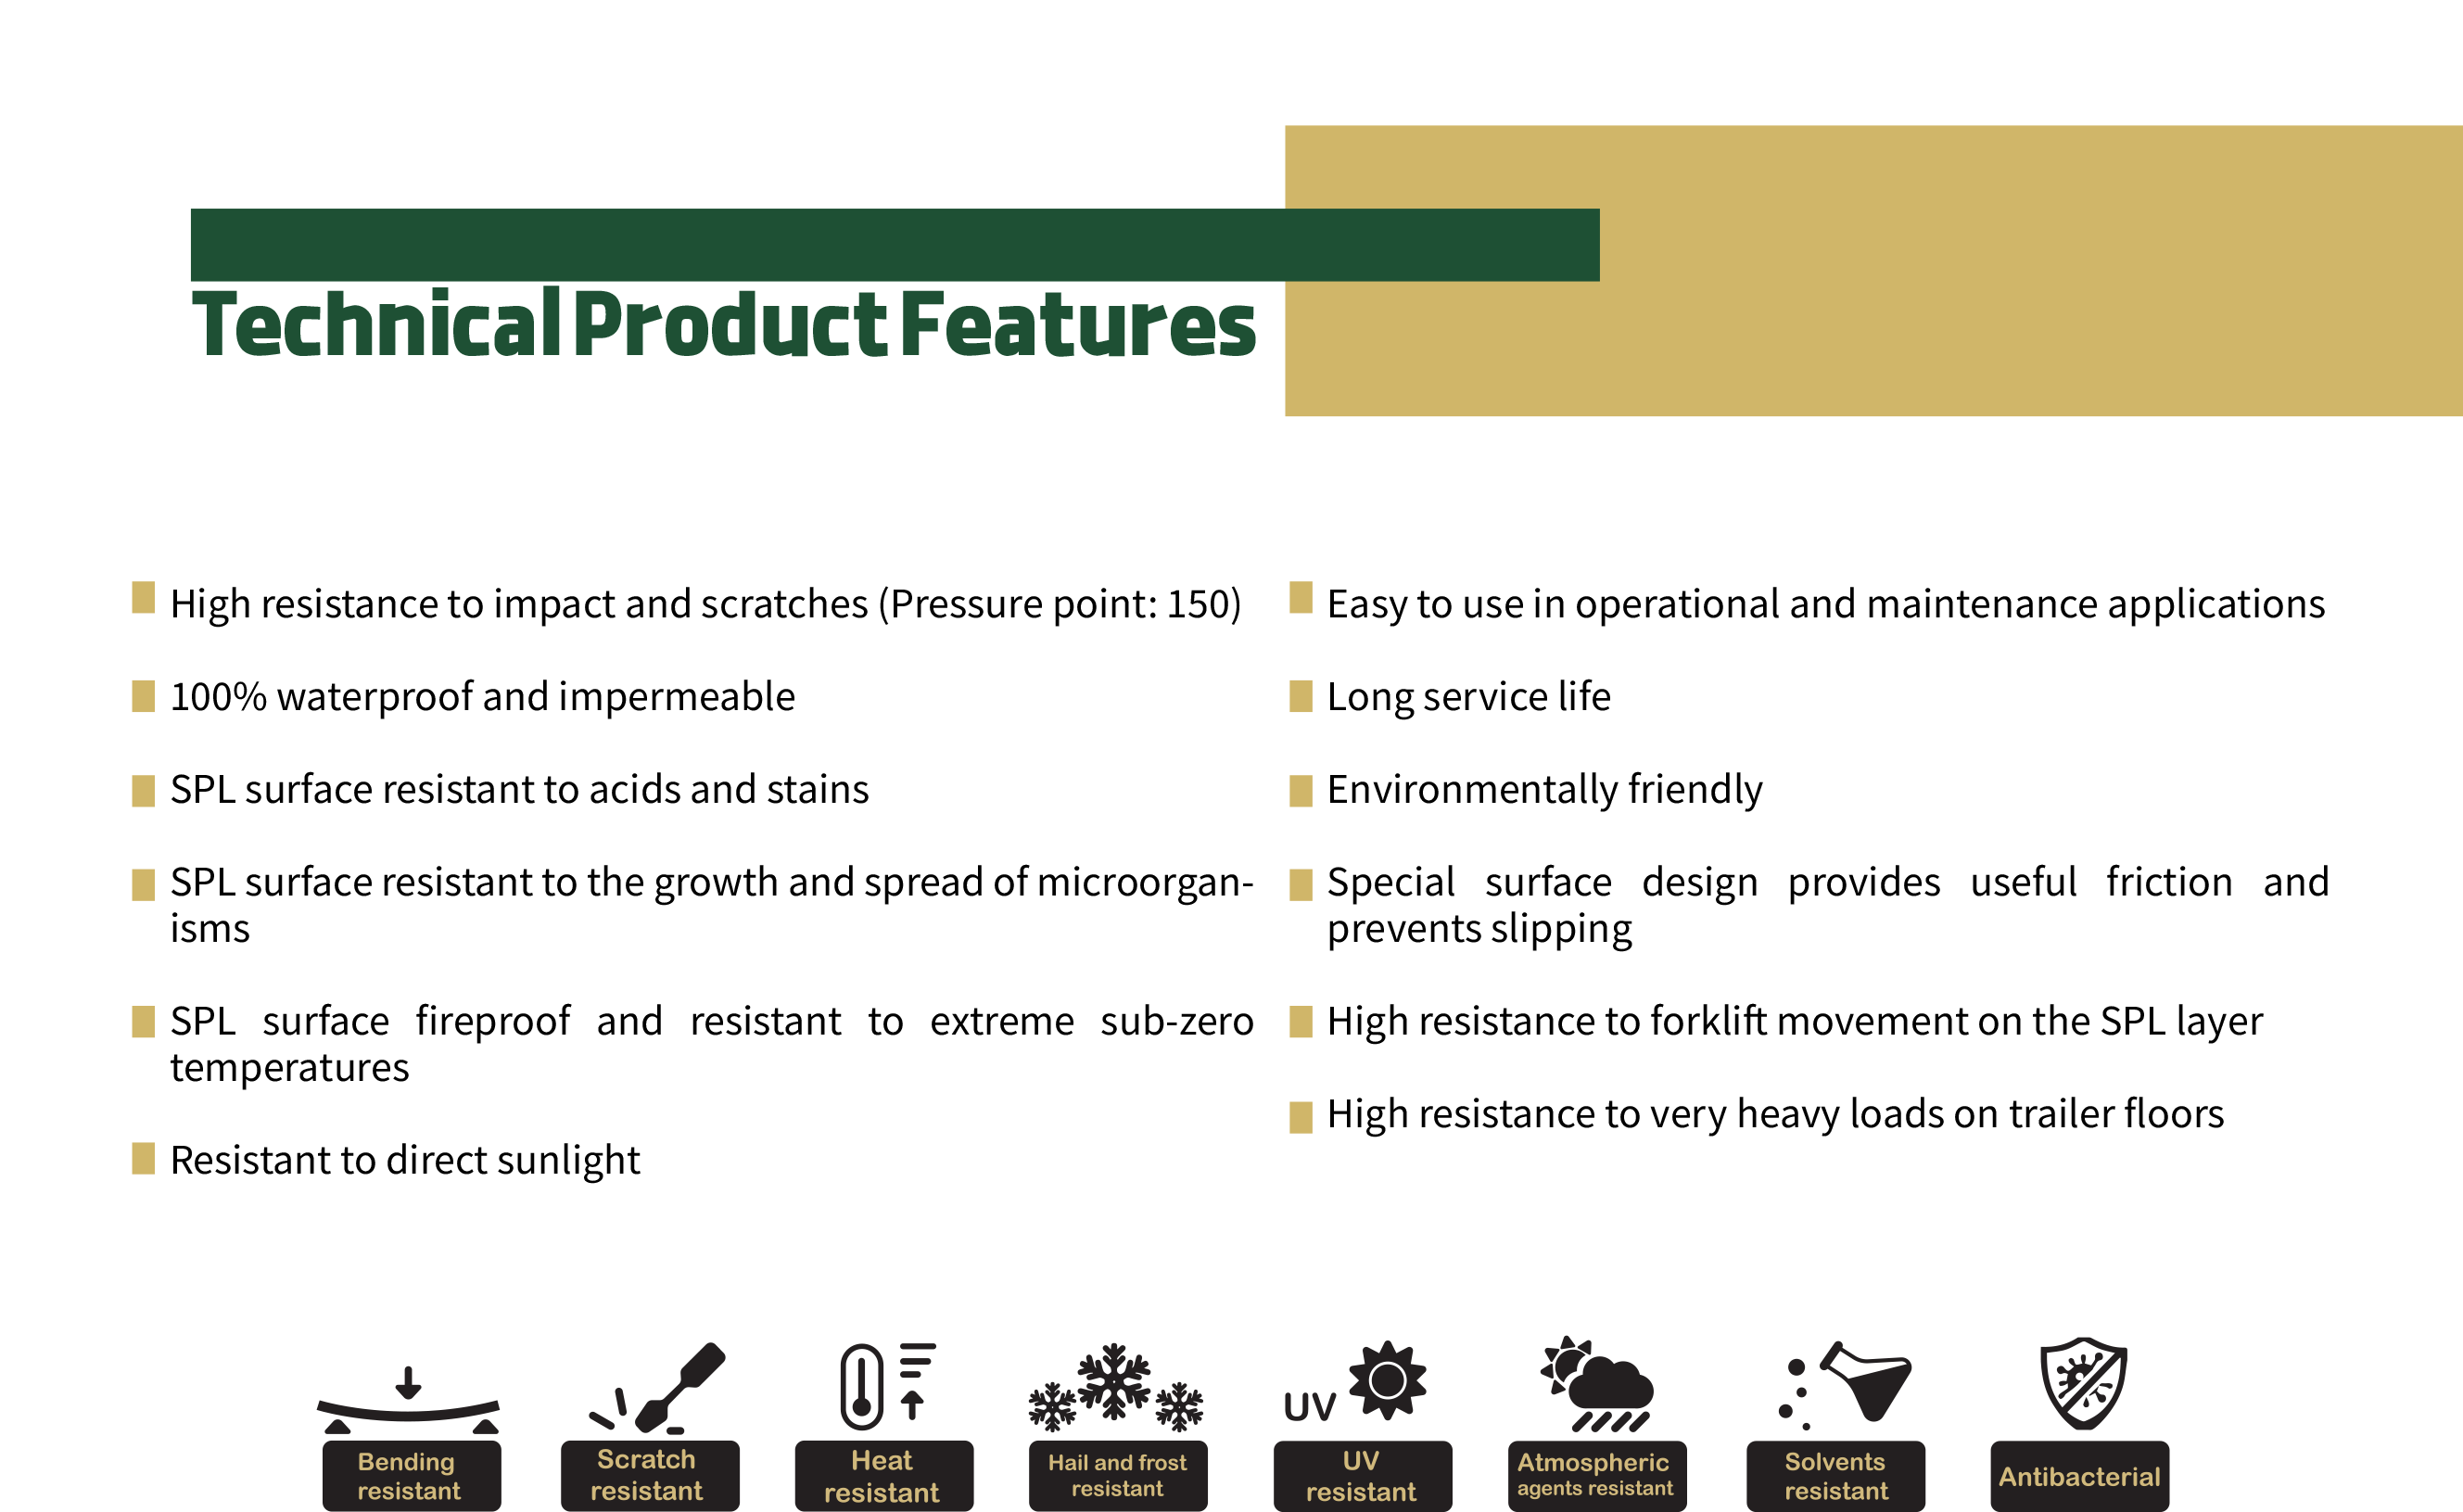 Technical Product Features
High resistance to impact and scratches (Pressure point: 150)
100% waterproof and impermeable
SPL surface resistant to acids and stains
SPL surface resistant to the growth and spread of microorgan-
isms
SPL surface fireproof and resistant to extreme sub-zero
temperatures
Resistant to direct sunlight
Easy to use in operational and maintenance applications
Long service life
Environmentally friendly
Special surface design provides useful friction and
prevents slipping
High resistance to forklift movement on the SPL layer
High resistance to very heavy loads on trailer floors
Bending
resistant
Scratch
resistant
Heat
resistant
Hail and frost
resistant
UV
UV
resistant
Atmospheric
agents resistant
Solvents
resistant
Antibacterial